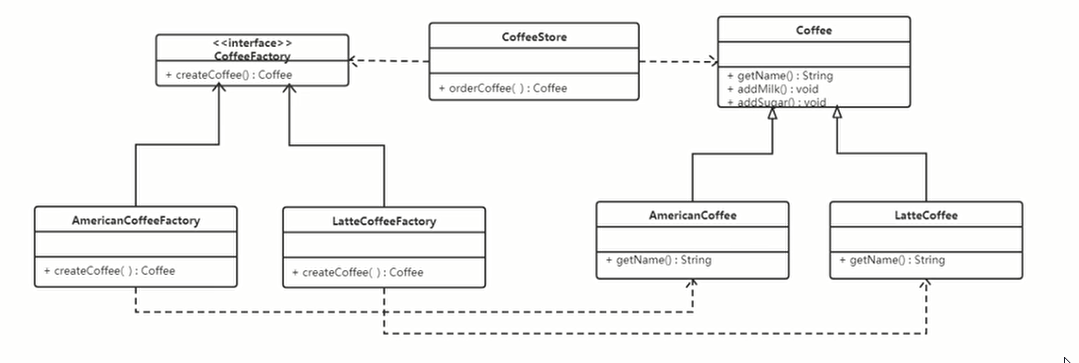 <<interface>>
CoffeeFactory
+ createCoffee() : Coffee
CoffeeStore
+ orderCoffee( ) : Coffee
Coffee
+ getName() : String
+ addMilk() : void
+ addSugar() : void
AmericanCoffeeFactory
+ createCoffee( ) : Coffee
LatteCoffeeFactory
+ createCoffee( ) : Coffee
AmericanCoffee
+ getName() : String
LatteCoffee
+ getName() : String